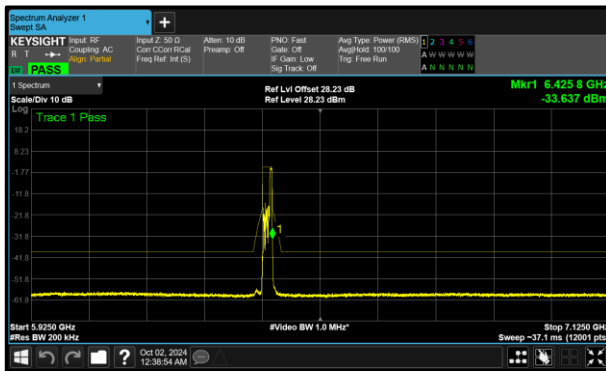 Spectrum Analyzer 1
Swept SA
+
KEYSIGHT Input: RF Input Z: 50 Ω Atten: 10 dB PNO: Fast Avg Type: Power (RMS) 1 2 3 4 5 6
R T Coupling: AC Corr CCorr RCal Preamp: Off Gate: Off Avg|Hold: 100/100 A W W W W W
Align: Partial Freq Ref: Int (S) IF Gain: Low Trig: Free Run
PASS Sig Track: Off A N N N N N
1 Spectrum Ref Lvl Offset 28.23 dB Mkr1 6.425 8 GHz
Scale/Div 10 dB Ref Level 28.23 dBm -33.637 dBm
Log Trace 1 Pass
18.2
8.23
-1.77
-11.8
-21.8
-31.8
-41.8
-51.8
-61.8
1
Start 5.9250 GHz #Video BW 1.0 MHz* Stop 7.1250 GHz
#Res BW 200 kHz Sweep ~37.1 ms (12001 pts)
? Oct 02, 2024
12:38:54 AM